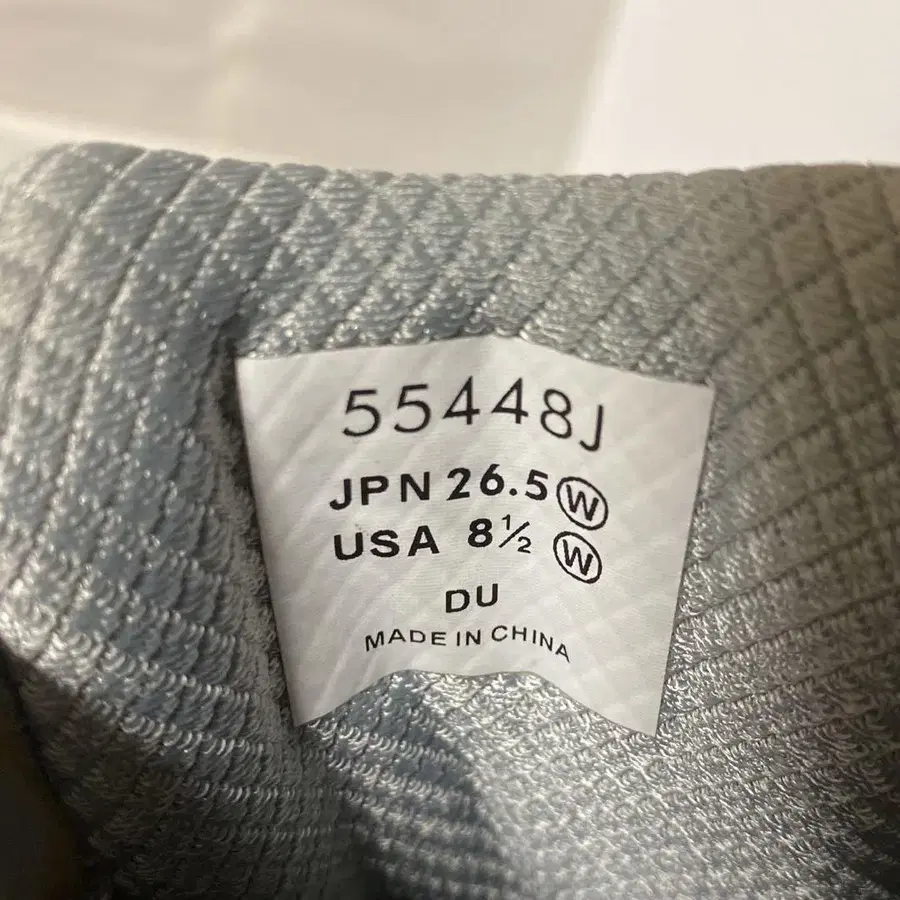 55448J
JPN 26.5 Ⓦ
USA 8½ Ⓦ
DU
MADE IN CHINA